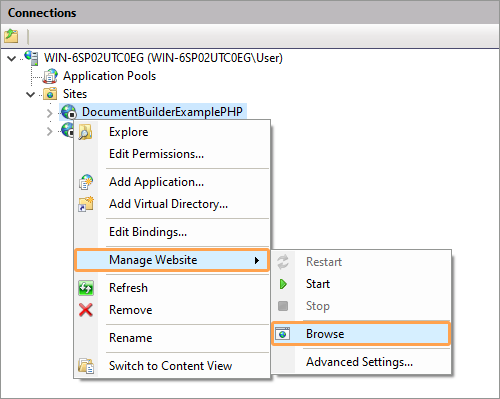 Connections
WIN-6SP02UTC0EG (WIN-6SP02UTC0EG\User)
Application Pools
Sites
DocumentBuilderExamplePHP
Explore
Edit Permissions...
Add Application...
Add Virtual Directory...
Edit Bindings...
Manage Website
Refresh
Remove
Rename
Switch to Content View
Restart
Start
Stop
Browse
Advanced Settings...